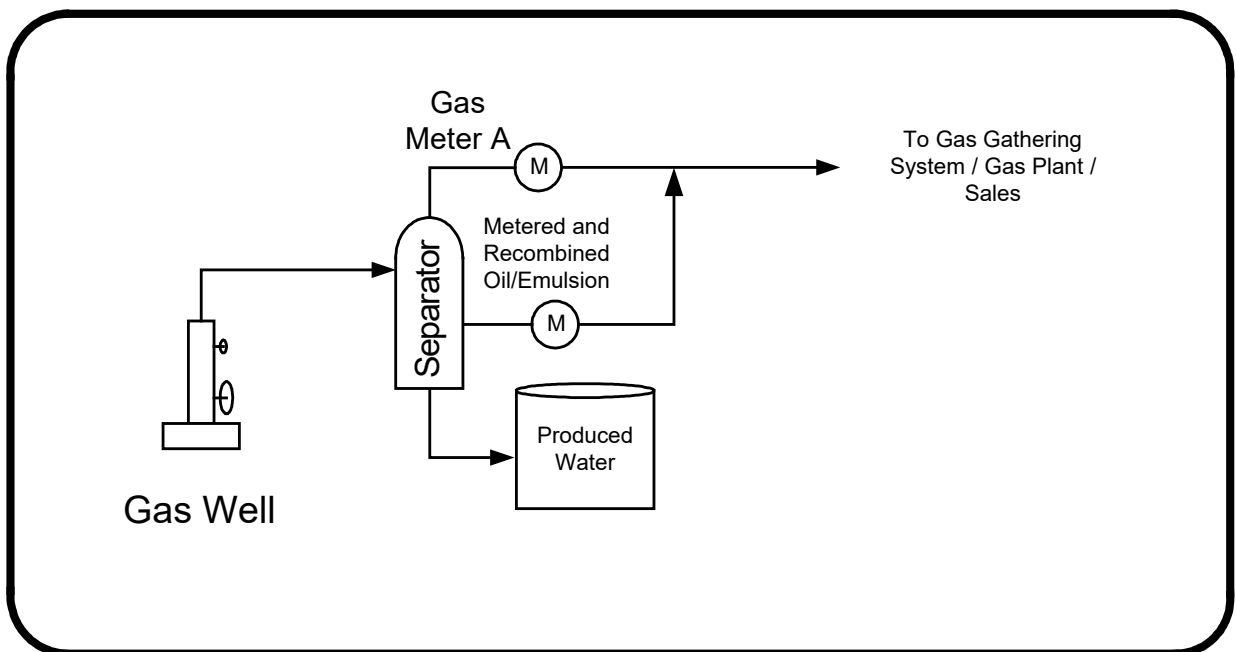 Gas
Meter A
M
To Gas Gathering
System / Gas Plant /
Sales
Metered and
Recombined
Oil/Emulsion
Separator
M
Produced
Water
Gas Well